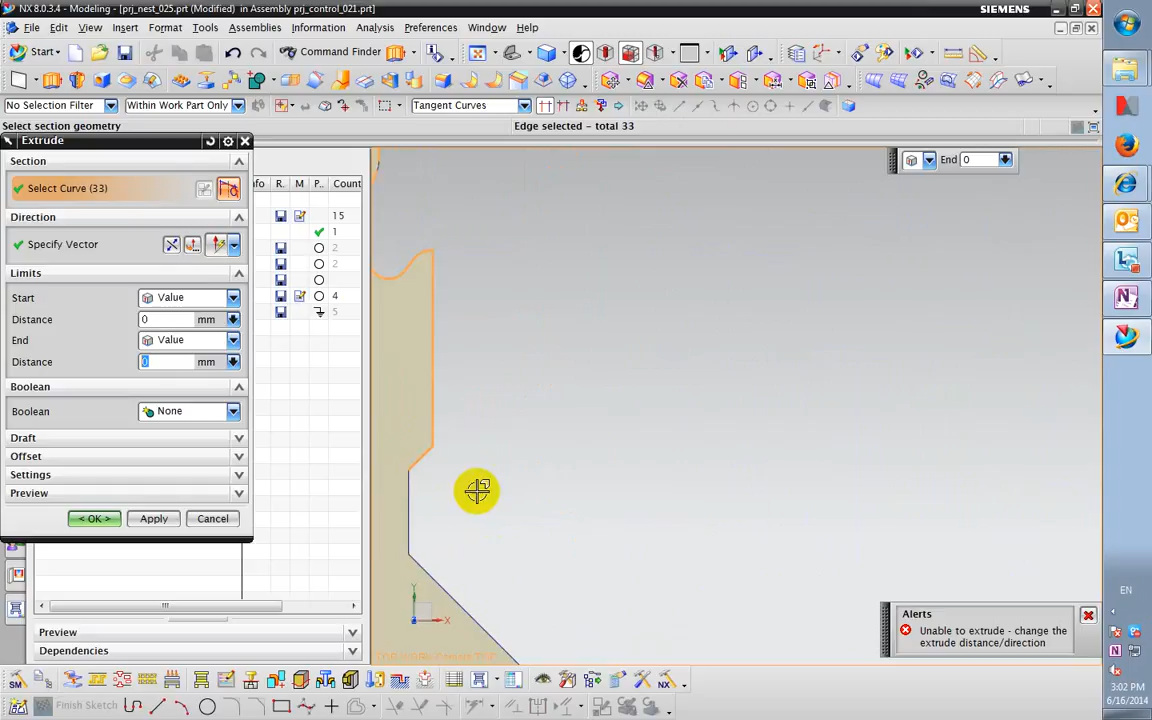 NX 8.0.3.4 - Modeling - [prj_nest_025.prt (Modified) in Assembly prj_control_021.prt]
SIEMENS
File Edit View Insert Format Tools Assemblies Information Analysis Preferences Window Help
Start
Command Finder
No Selection Filter
Within Work Part Only
Tangent Curves
Select section geometry
Edge selected - total 33
Extrude
End 0
Section
Select Curve (33)
nfo R. M P.. Count
Direction
15
1
Specify Vector
2
2
Limits
Start Value
4
Distance 0 mm
5
End Value
Distance 0 mm
Boolean
Boolean None
Draft
Offset
Settings
Preview
< OK > Apply Cancel
Y
X
Preview
Dependencies
Alerts
Unable to extrude - change the
extrude distance/direction
EN
SM
NX
Finish Sketch
3:02 PM
6/16/2014